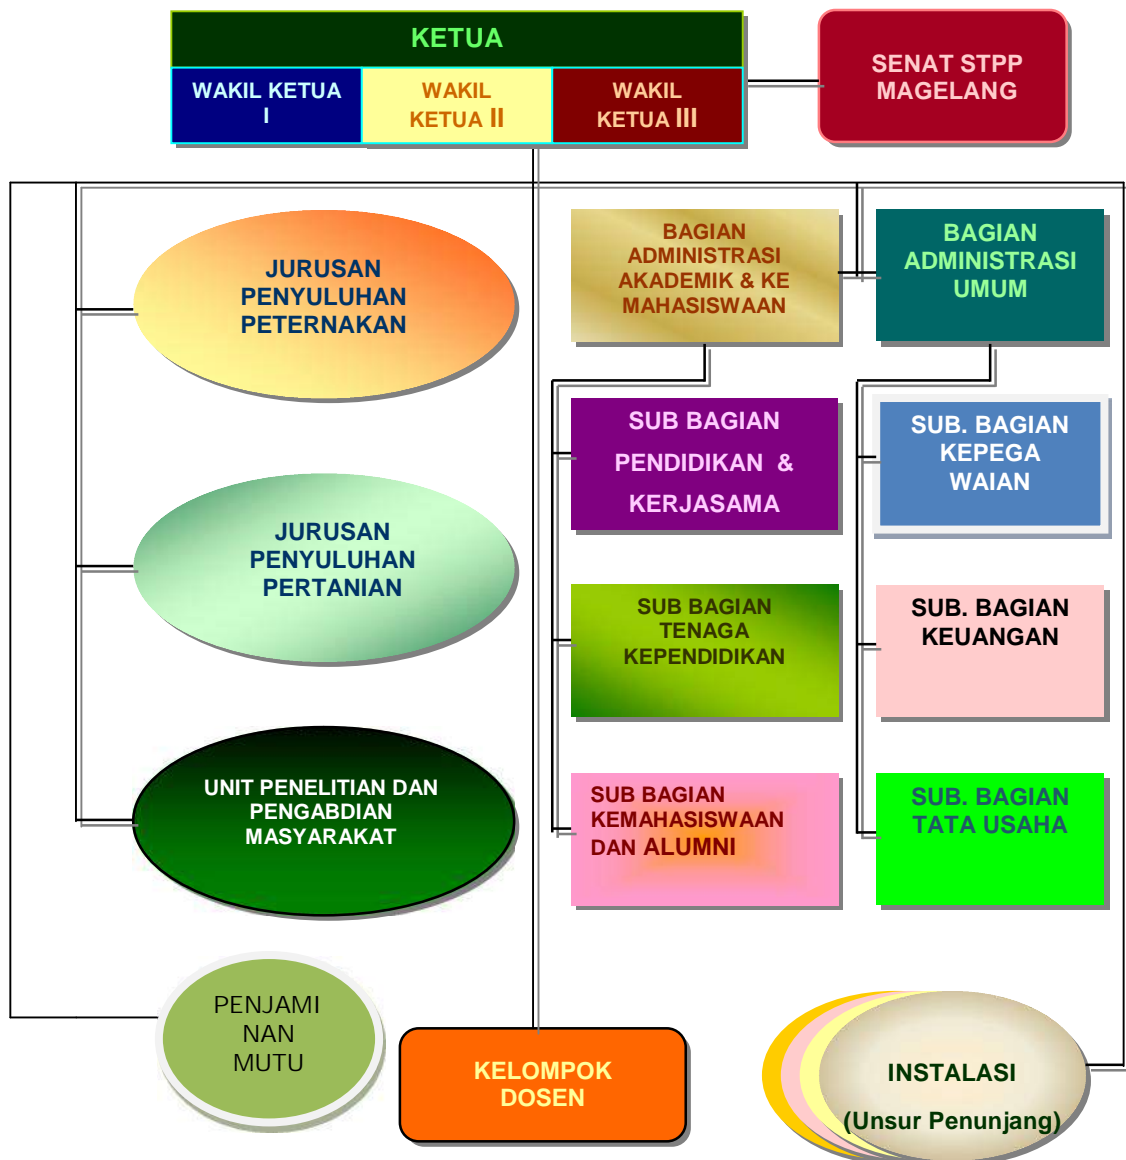 KETUA
WAKIL KETUA
I
WAKIL
KETUA II
WAKIL
KETUA III
SENAT STPP
MAGELANG
JURUSAN
PENYULUHAN
PETERNAKAN
BAGIAN
ADMINISTRASI
AKADEMIK & KE
MAHASISWAAN
BAGIAN
ADMINISTRASI
UMUM
SUB BAGIAN
PENDIDIKAN &
KERJASAMA
SUB. BAGIAN
KEPEGA
WAIAN
JURUSAN
PENYULUHAN
PERTANIAN
SUB BAGIAN
TENAGA
KEPENDIDIKAN
SUB. BAGIAN
KEUANGAN
UNIT PENELITIAN DAN
PENGABDIAN
MASYARAKAT
SUB BAGIAN
KEMAHASISWAAN
DAN ALUMNI
SUB. BAGIAN
TATA USAHA
PENJAMI
NAN
MUTU
KELOMPOK
DOSEN
INSTALASI
(Unsur Penunjang)